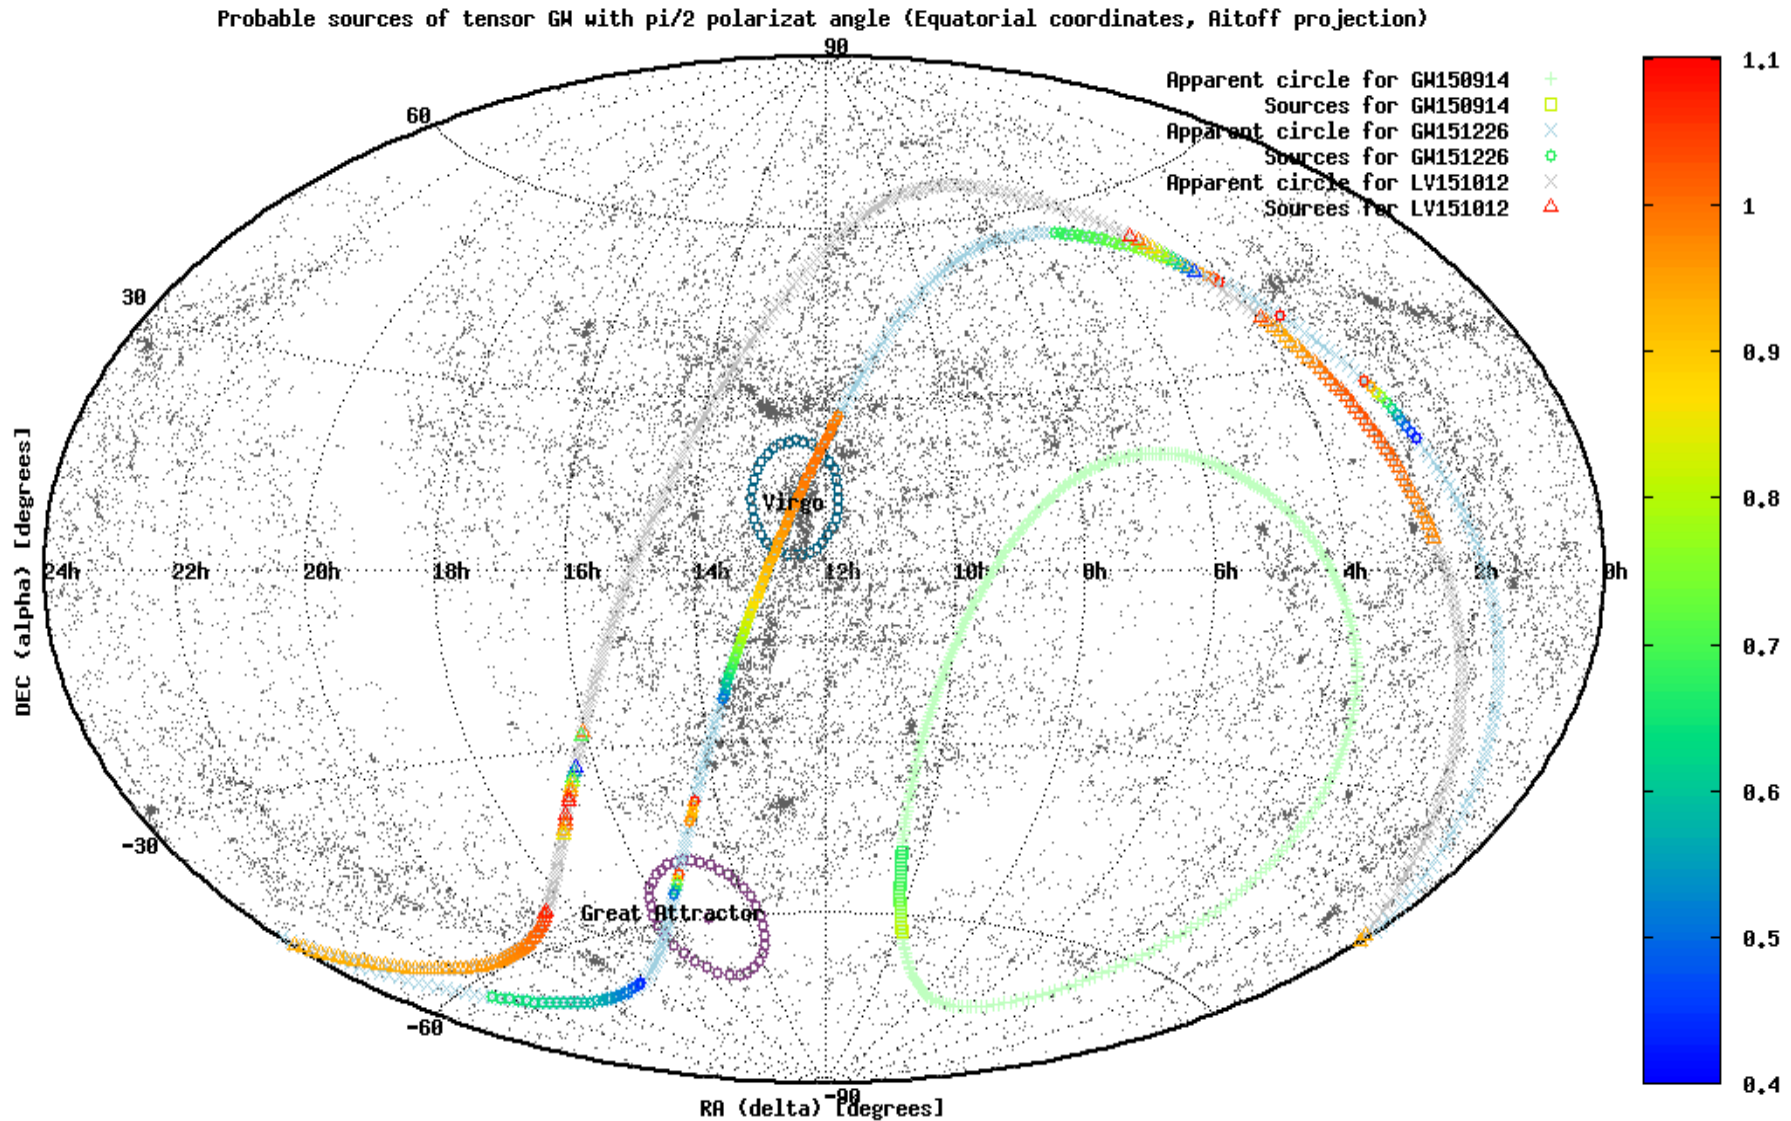 Probable sources of tensor GW with pi/2 polarizat angle (Equatorial coordinates, Aitoff projection)
90
1.1
Apparent circle for GW150914
Sources for GW150914
60
Apparent circle for GW151226
Sources for GW151226
Apparent circle for LV151012
Sources for LV151012
1
30
0.9
Virgo
0.8
DEC (alpha) [degrees]
24h 22h 20h 18h 16h 14h 12h 10h 8h 6h 4h 2h 0h
0.7
0.6
-30
Great Attractor
0.5
-60
0.4
-90
RA (delta) [degrees]